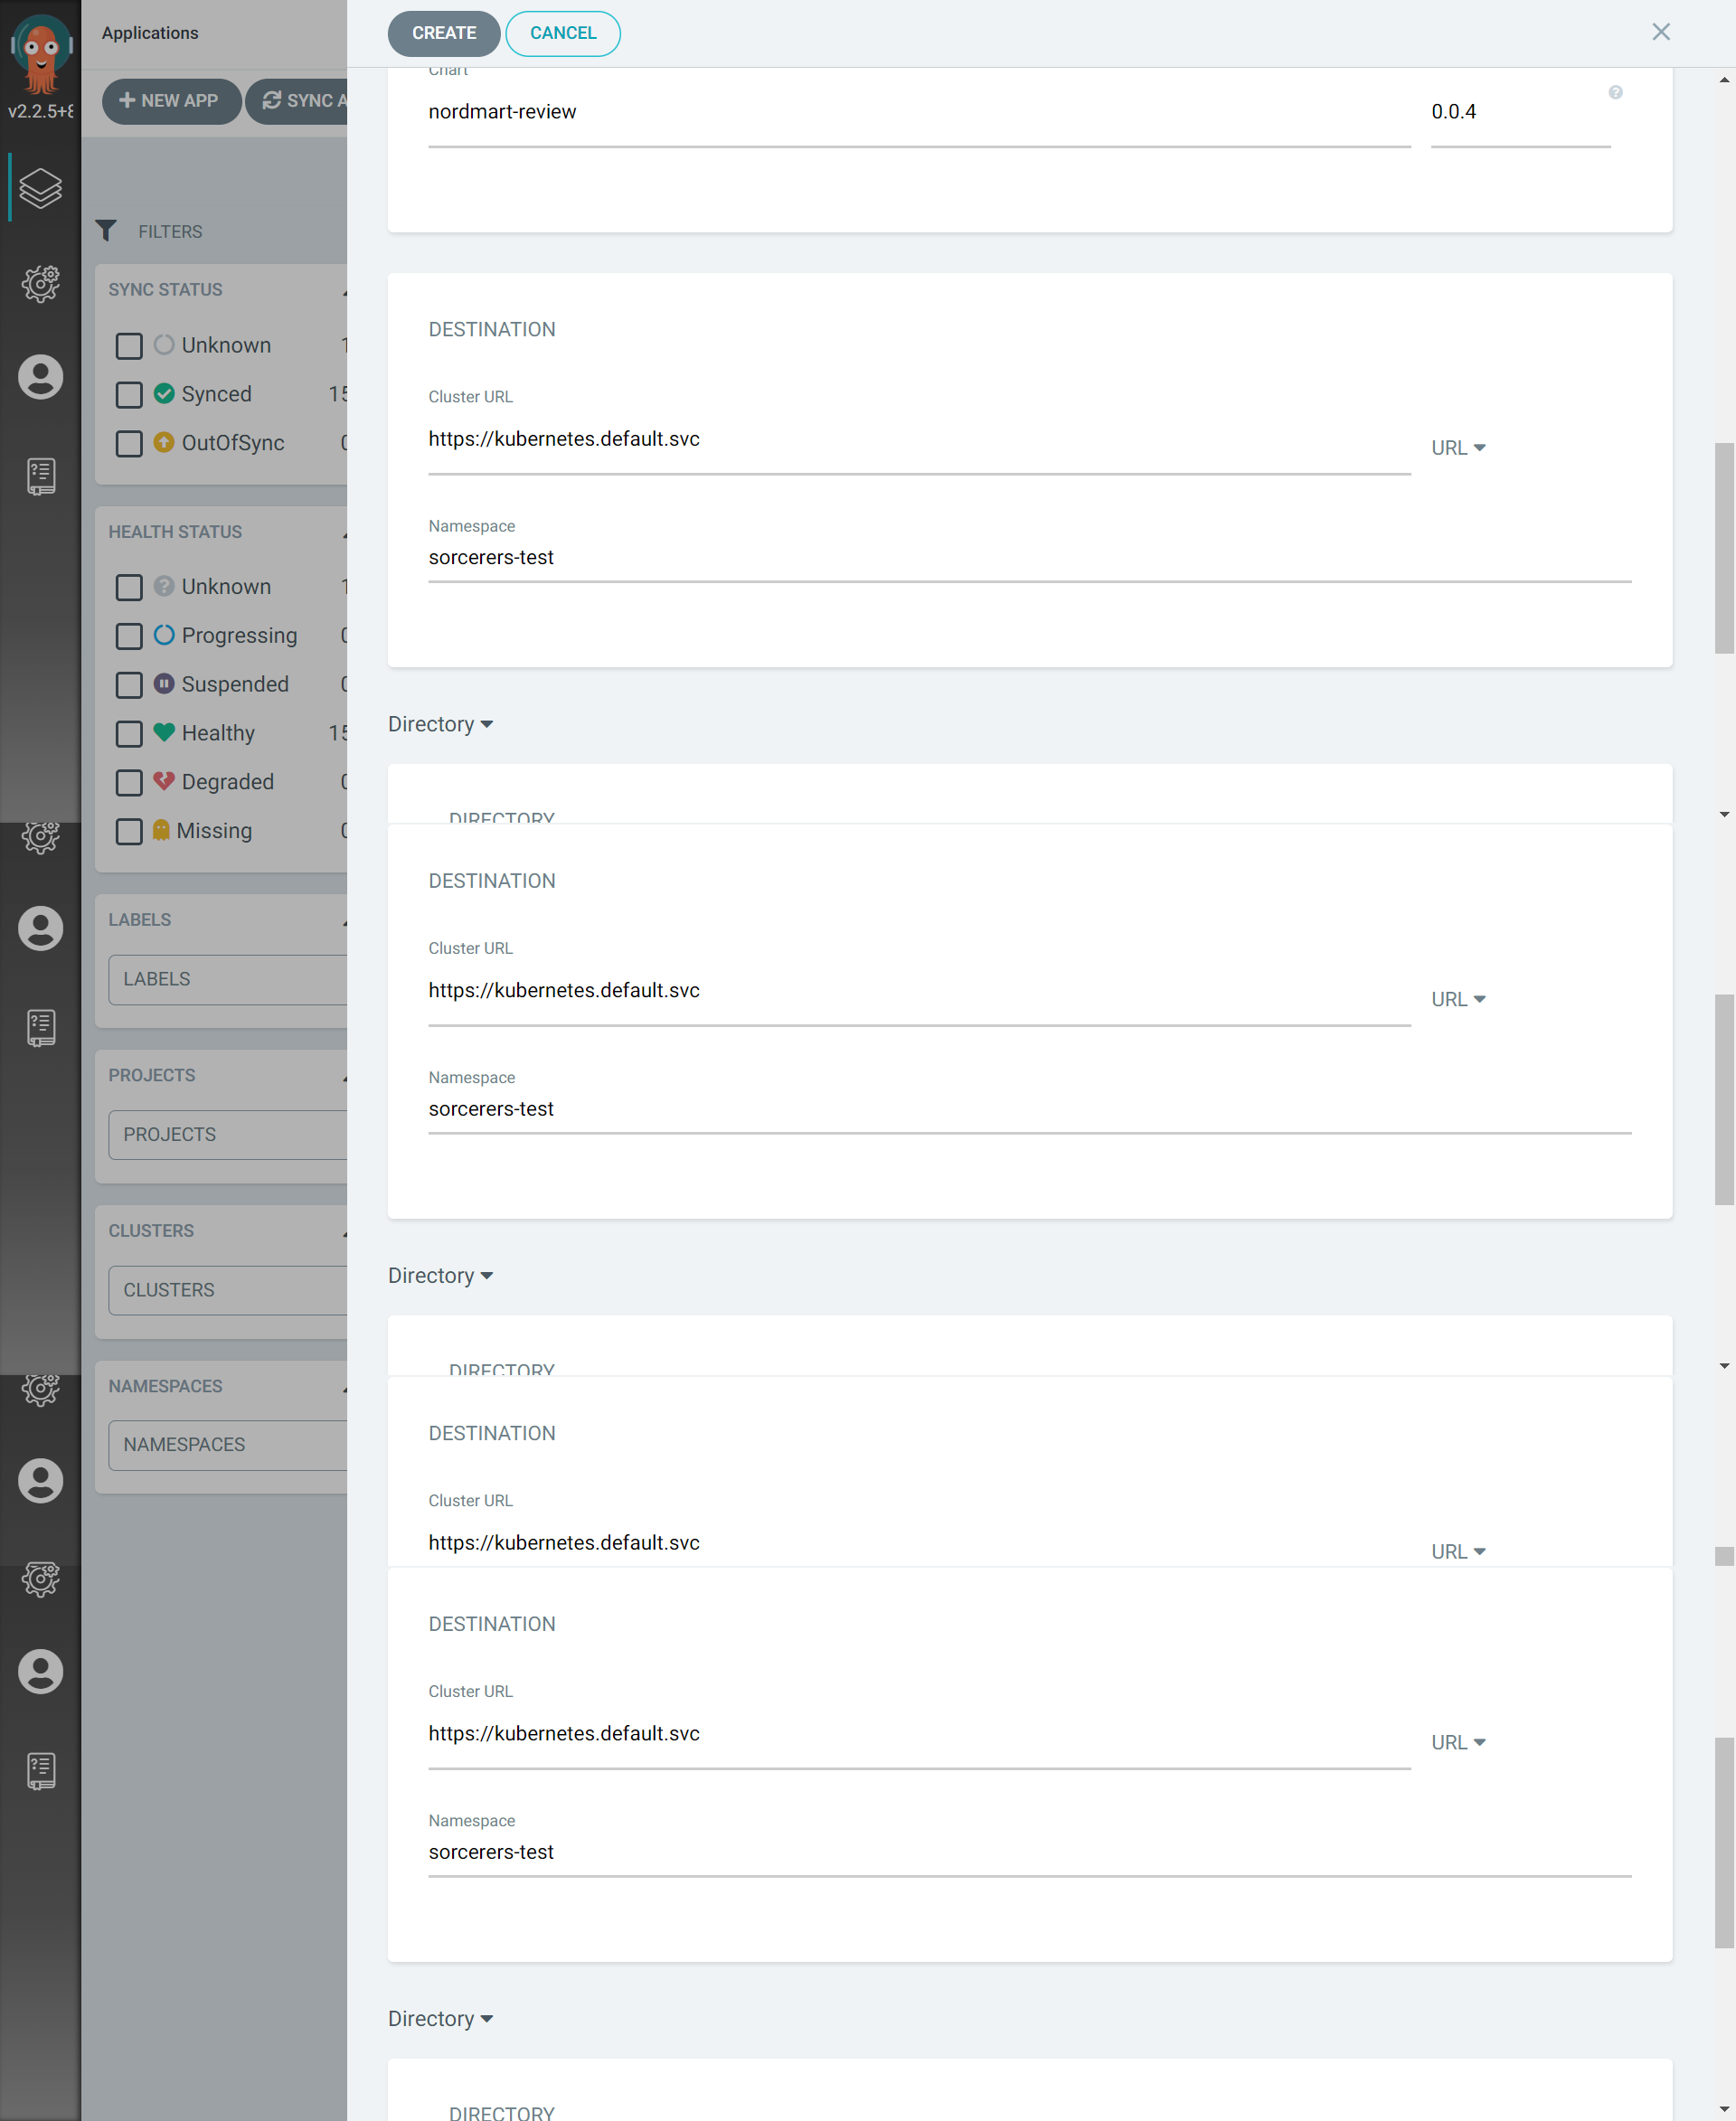 Applications
CREATE
CANCEL
v2.2.5+8
NEW APP
SYNC A
Chart
nordmart-review
0.0.4
FILTERS
SYNC STATUS
Unknown 1
Synced 15
OutOfSync 0
HEALTH STATUS
Unknown 1
Progressing 0
Suspended 0
Healthy 15
Degraded 0
Missing 0
LABELS
LABELS
PROJECTS
PROJECTS
CLUSTERS
CLUSTERS
NAMESPACES
NAMESPACES
DESTINATION
Cluster URL
https://kubernetes.default.svc
URL
Namespace
sorcerers-test
Directory
DIRECTORY
DESTINATION
Cluster URL
https://kubernetes.default.svc
URL
Namespace
sorcerers-test
Directory
DIRECTORY
DESTINATION
Cluster URL
https://kubernetes.default.svc
URL
DESTINATION
Cluster URL
https://kubernetes.default.svc
URL
Namespace
sorcerers-test
Directory
DIRECTORY